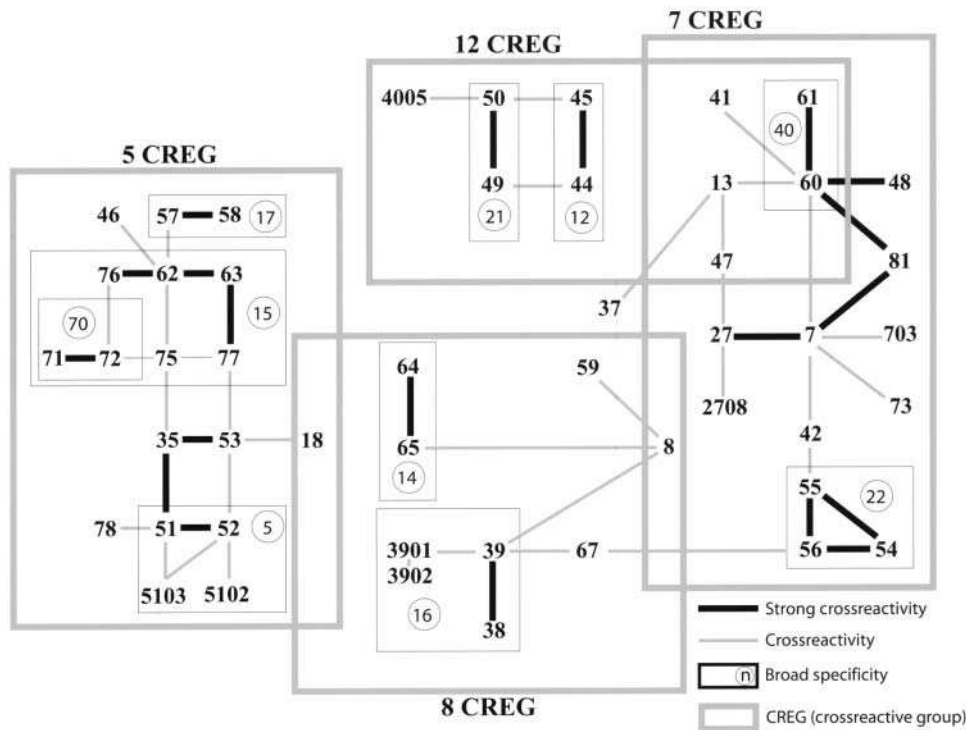 7 CREG
12 CREG
4005 50 45 41 61
40
5 CREG
49 44 13 60 48
46 57 58 17 21 12
76 62 63 47 81
70 15 37
71 72 75 77 27 7 703
64 59
2708 73
35 53 18 65 8 42
14
55 22
78 51 52 5
3901 39 67 56 54
3902
5103 5102
16 38
Strong crossreactivity
Crossreactivity
n Broad specificity
8 CREG
CREG (crossreactive group)